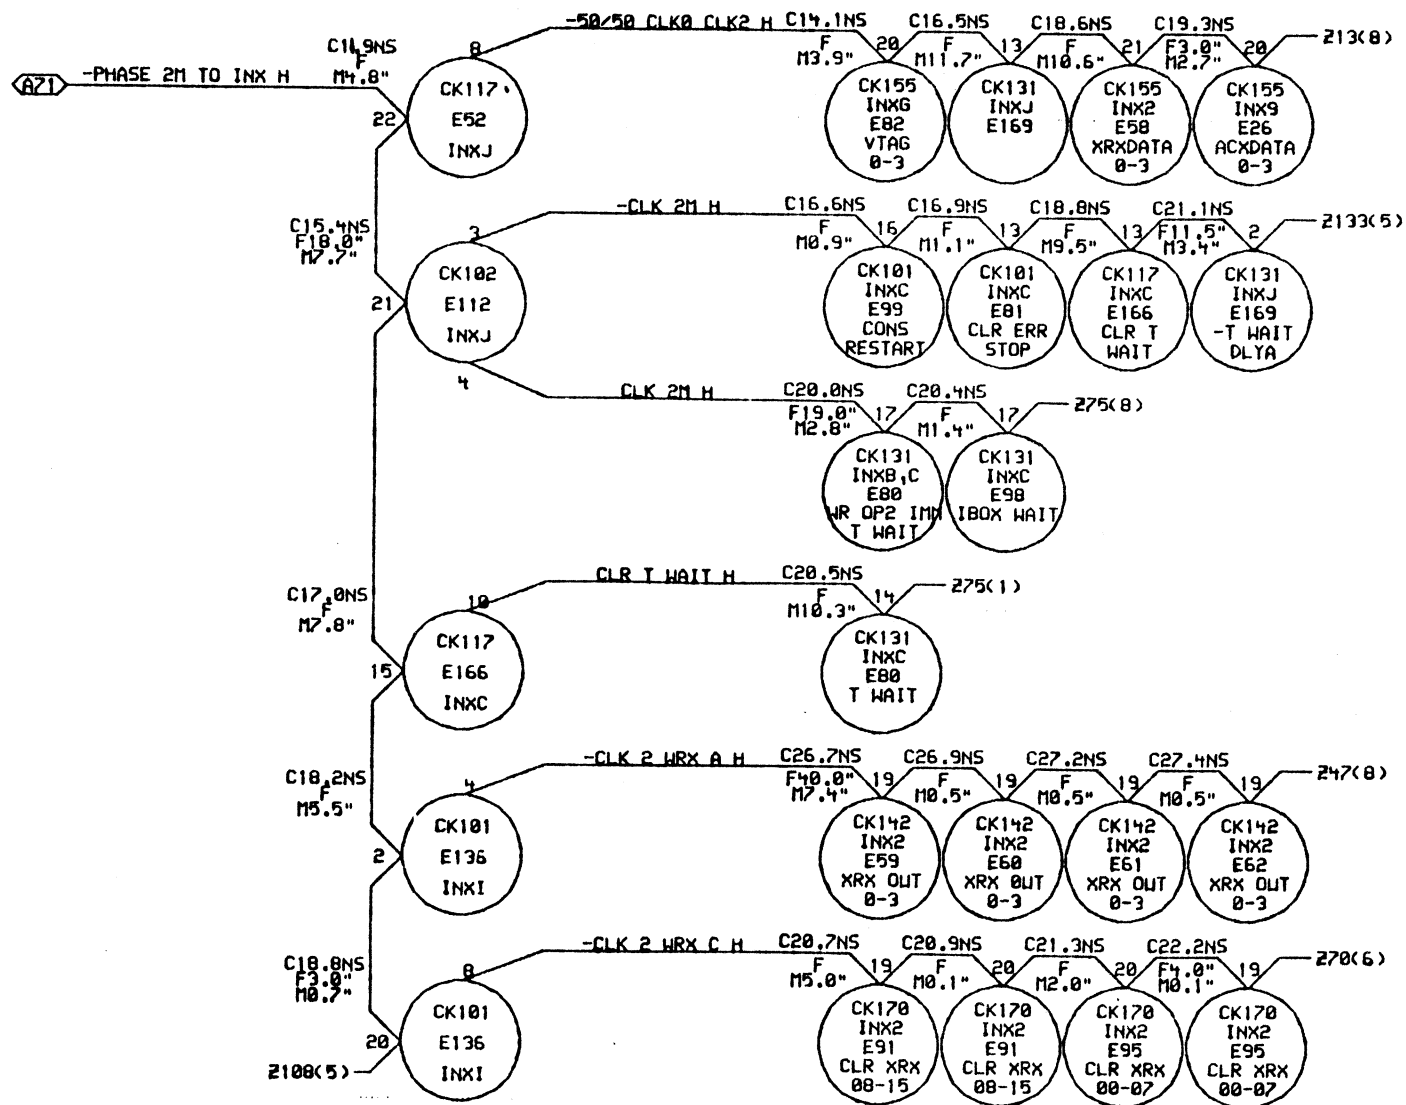 -50/50 CLK0 CLK2 H
C14.1NS
C16.5NS
C18.6NS
C19.3NS
C11.9NS
F
M4.8"
8
F
M3.9"
20
F
M11.7"
13
F
M10.6"
21
F3.0"
M2.7"
20
Z13(8)
A71
-PHASE 2M TO INX H
22
CK117
E52
INXJ
CK155
INXG
E82
VTAG
0-3
CK131
INXJ
E169
CK155
INX2
E58
XRXDATA
0-3
CK155
INX9
E26
ACXDATA
0-3
C15.4NS
F18.0"
M7.7"
3
-CLK 2M H
C16.6NS
C16.9NS
C18.8NS
C21.1NS
F
M0.9"
16
F
M1.1"
13
F
M9.5"
13
F11.5"
M3.4"
2
Z133(5)
21
CK102
E112
INXJ
4
CK101
INXC
E99
CONS
RESTART
CK101
INXC
E81
CLR ERR
STOP
CK117
INXC
E166
CLR T
WAIT
CK131
INXJ
E169
-T WAIT
DLYA
CLK 2M H
C20.0NS
C20.4NS
F19.0"
M2.8"
17
F
M1.4"
17
Z75(8)
CK131
INXB,C
E80
WR OP2 IMM
T WAIT
CK131
INXC
E98
IBOX WAIT
C17.0NS
F
M7.8"
10
CLR T WAIT H
C20.5NS
F
M10.3"
14
Z75(1)
15
CK117
E166
INXC
CK131
INXC
E80
T WAIT
C18.2NS
F
M5.5"
4
-CLK 2 WRX A H
C26.7NS
C26.9NS
C27.2NS
C27.4NS
F40.0"
M7.4"
19
F
M0.5"
19
F
M0.5"
19
F
M0.5"
19
Z47(8)
2
CK101
E136
INXI
CK142
INX2
E59
XRX OUT
0-3
CK142
INX2
E60
XRX OUT
0-3
CK142
INX2
E61
XRX OUT
0-3
CK142
INX2
E62
XRX OUT
0-3
C18.8NS
F3.0"
M0.7"
8
-CLK 2 WRX C H
C20.7NS
C20.9NS
C21.3NS
C22.2NS
F
M5.0"
19
F
M0.1"
20
F
M2.0"
20
F4.0"
M0.1"
19
Z70(6)
20
Z108(5)
CK101
E136
INXI
CK170
INX2
E91
CLR XRX
08-15
CK170
INX2
E91
CLR XRX
08-15
CK170
INX2
E95
CLR XRX
00-07
CK170
INX2
E95
CLR XRX
00-07